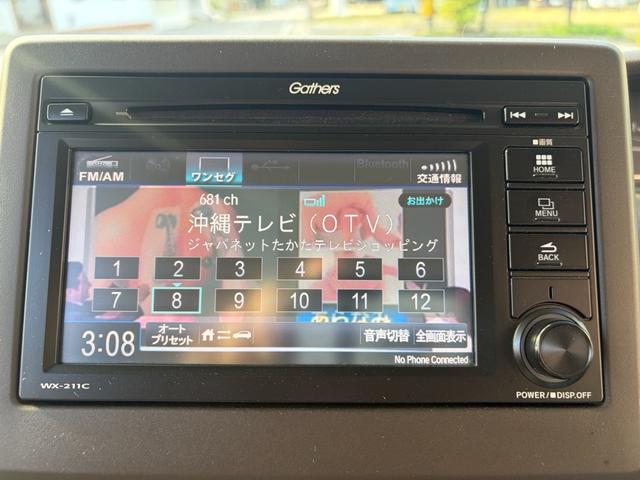 Gathers
■画質
HOME
MENU
BACK
FM/AM
ワンセグ
Bluetooth
交通情報
681ch
お出かけ
沖縄テレビ(OTV)
ジャパネットたかたテレビショッピング
1 2 3 4 5 6
7 8 9 10 11 12
3:08
オート
プリセット
音声切替
全画面表示
No Phone Connected
WX-211C
POWER/■DISP.OFF